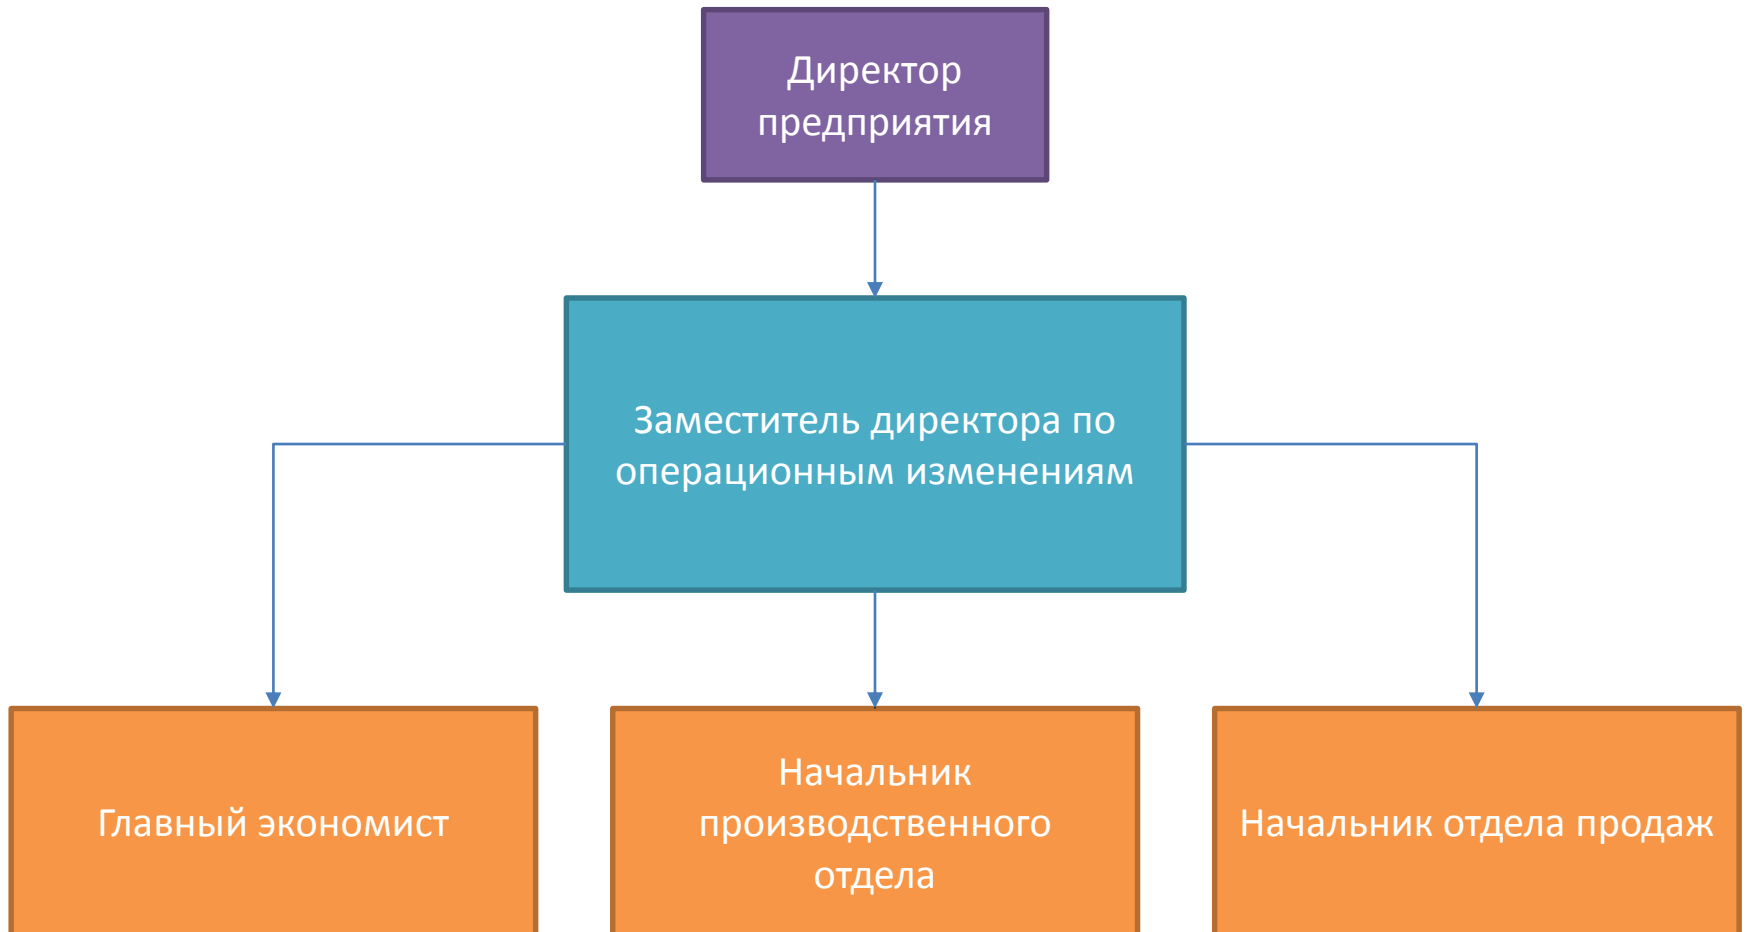 Директор
предприятия
Заместитель директора по
операционным изменениям
Главный экономист
Начальник
производственного
отдела
Начальник отдела продаж